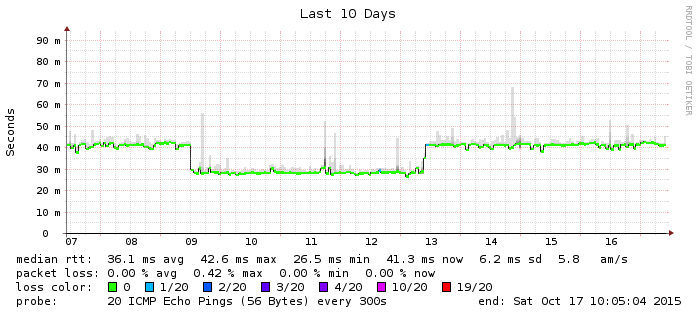 Last 10 Days
RRDTOOL / TOBI OETIKER
Seconds
90 m
80 m
70 m
60 m
50 m
40 m
30 m
20 m
10 m
0
07 08 09 10 11 12 13 14 15 16
median rtt: 36.1 ms avg 42.6 ms max 26.5 ms min 41.3 ms now 6.2 ms sd 5.8 am/s
packet loss: 0.00 % avg 0.42 % max 0.00 % min 0.00 % now
loss color: 0 1/20 2/20 3/20 4/20 10/20 19/20
probe: 20 ICMP Echo Pings (56 Bytes) every 300s end: Sat Oct 17 10:05:04 2015